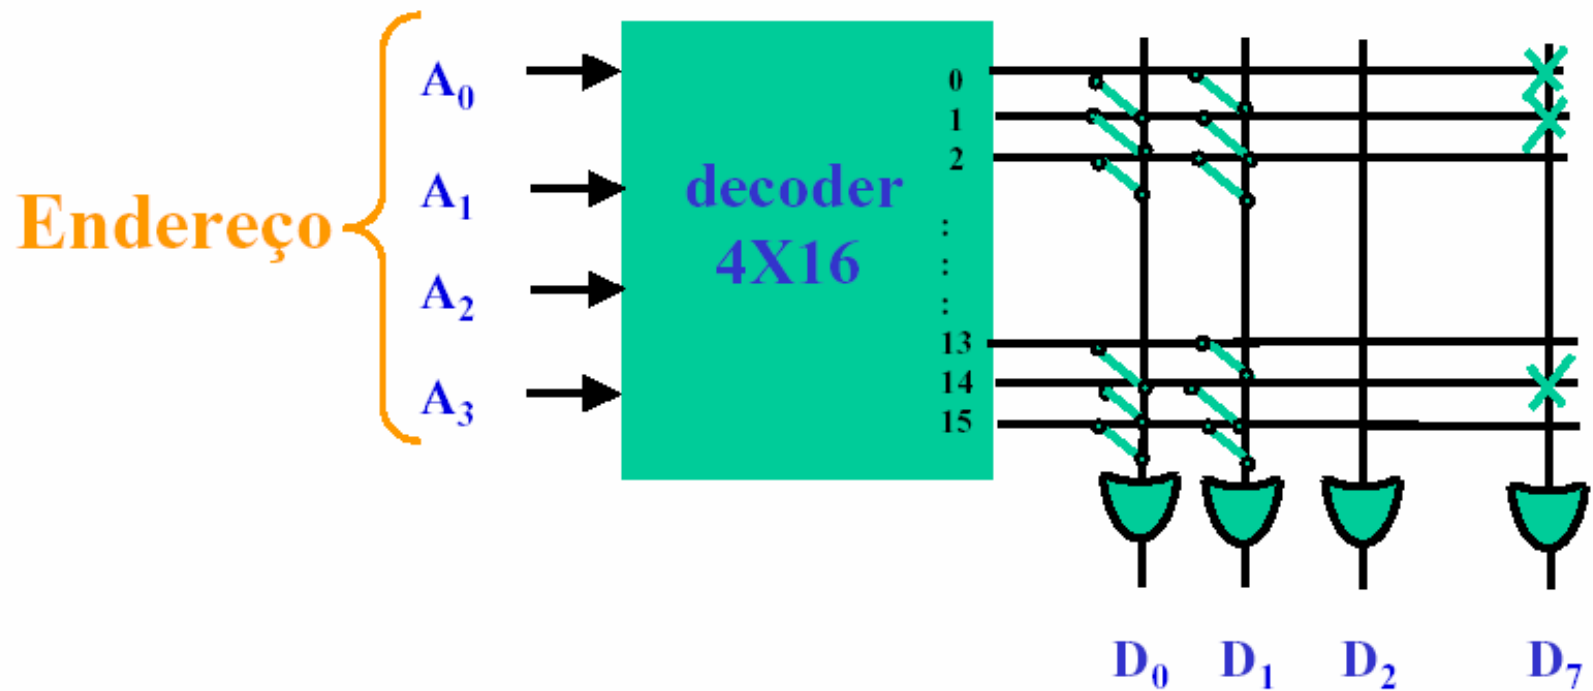 Endereço
A0
A1
A2
A3
decoder
4X16
0
1
2
:
:
:
13
14
15
D0 D1 D2 D7